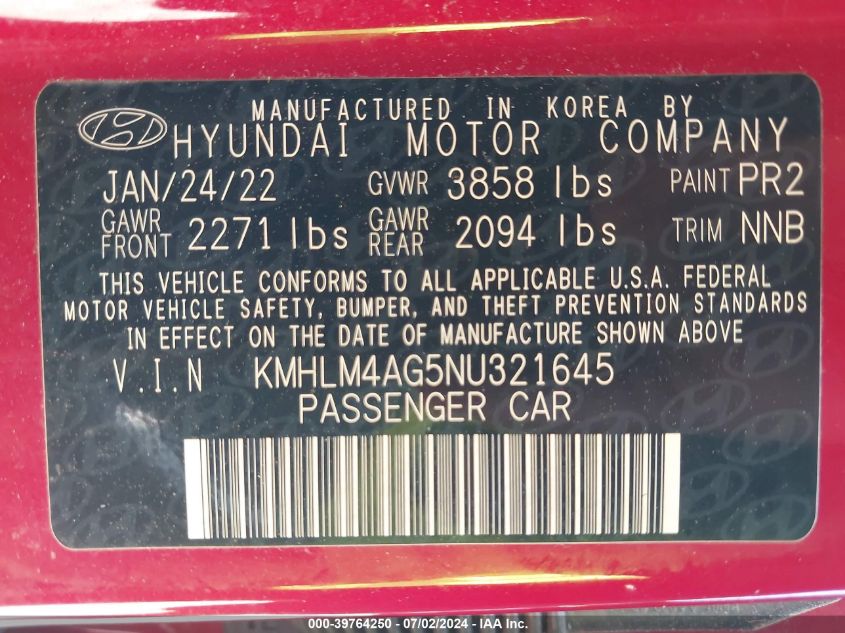 MANUFACTURED IN KOREA BY
HYUNDAI MOTOR COMPANY
JAN/24/22 GVWR 3858 lbs PAINT PR2
GAWR FRONT 2271 lbs GAWR REAR 2094 lbs TRIM NNB
THIS VEHICLE CONFORMS TO ALL APPLICABLE U.S.A. FEDERAL
MOTOR VEHICLE SAFETY, BUMPER, AND THEFT PREVENTION STANDARDS
IN EFFECT ON THE DATE OF MANUFACTURE SHOWN ABOVE
V.I.N KMHLM4AG5NU321645
PASSENGER CAR
000-39764250 - 07/02/2024 - IAA Inc.